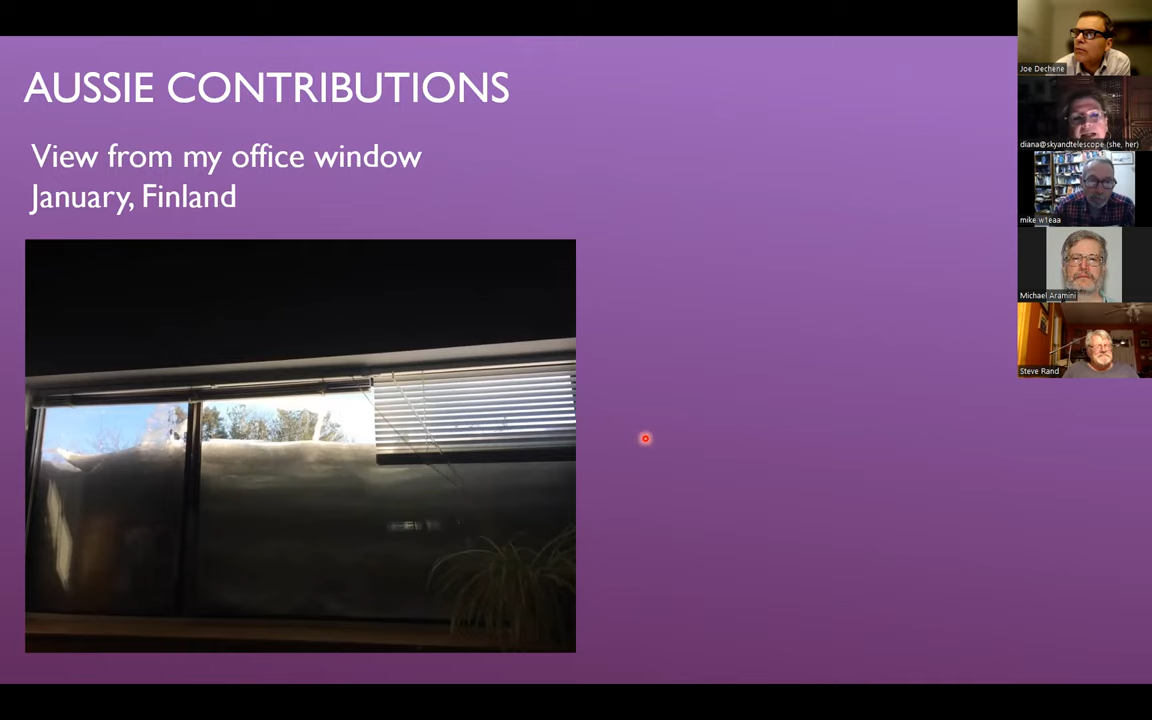 AUSSIE CONTRIBUTIONS
View from my office window
January, Finland
Joe Dechene
diana@skyandtelescope (she, her)
mike w1eaa
Michael Aramini
Steve Rand